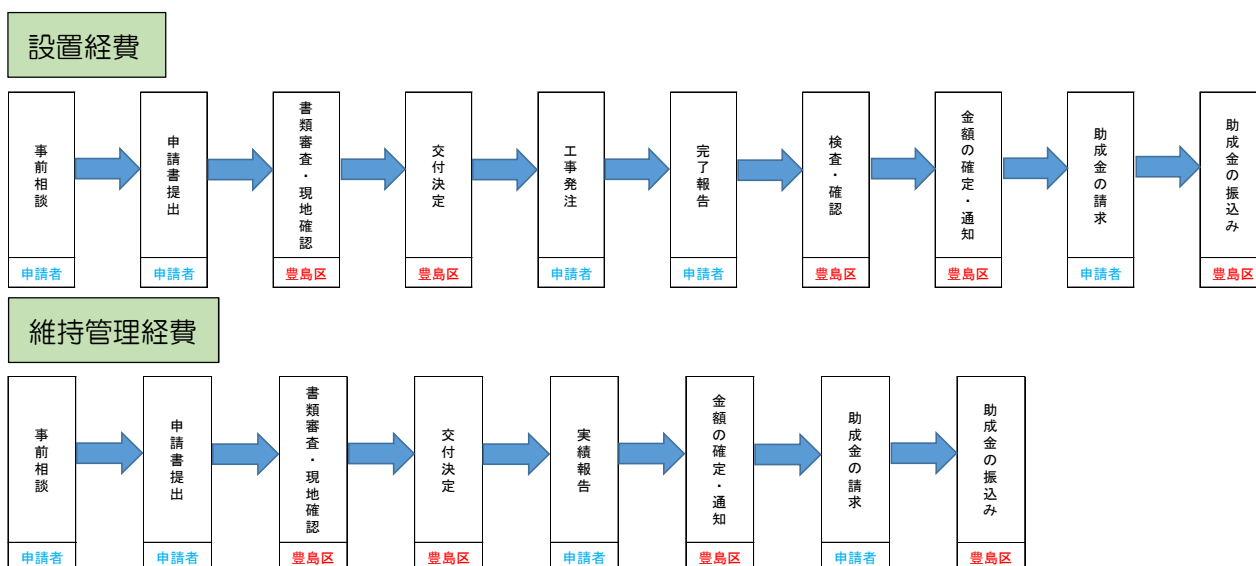 設置経費
事前相談
申請者
申請書提出
申請者
書類審査・現地確認
豊島区
交付決定
豊島区
工事発注
申請者
完了報告
申請者
検査・確認
豊島区
金額の確定・通知
豊島区
助成金の請求
申請者
助成金の振込み
豊島区
維持管理経費
事前相談
申請者
申請書提出
申請者
書類審査・現地確認
豊島区
交付決定
豊島区
実績報告
申請者
金額の確定・通知
豊島区
助成金の請求
申請者
助成金の振込み
豊島区